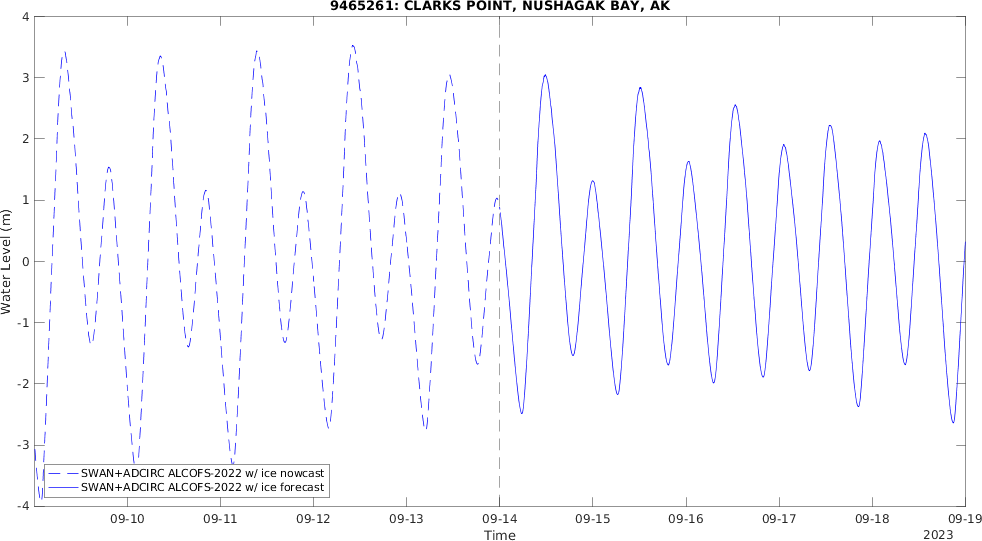 9465261: CLARKS POINT, NUSHAGAK BAY, AK
4
3
2
1
0
-1
-2
-3
-4
Water Level (m)
SWAN+ADCIRC ALCOFS-2022 w/ ice nowcast
SWAN+ADCIRC ALCOFS-2022 w/ ice forecast
09-10 09-11 09-12 09-13 09-14 09-15 09-16 09-17 09-18 09-19
Time
2023